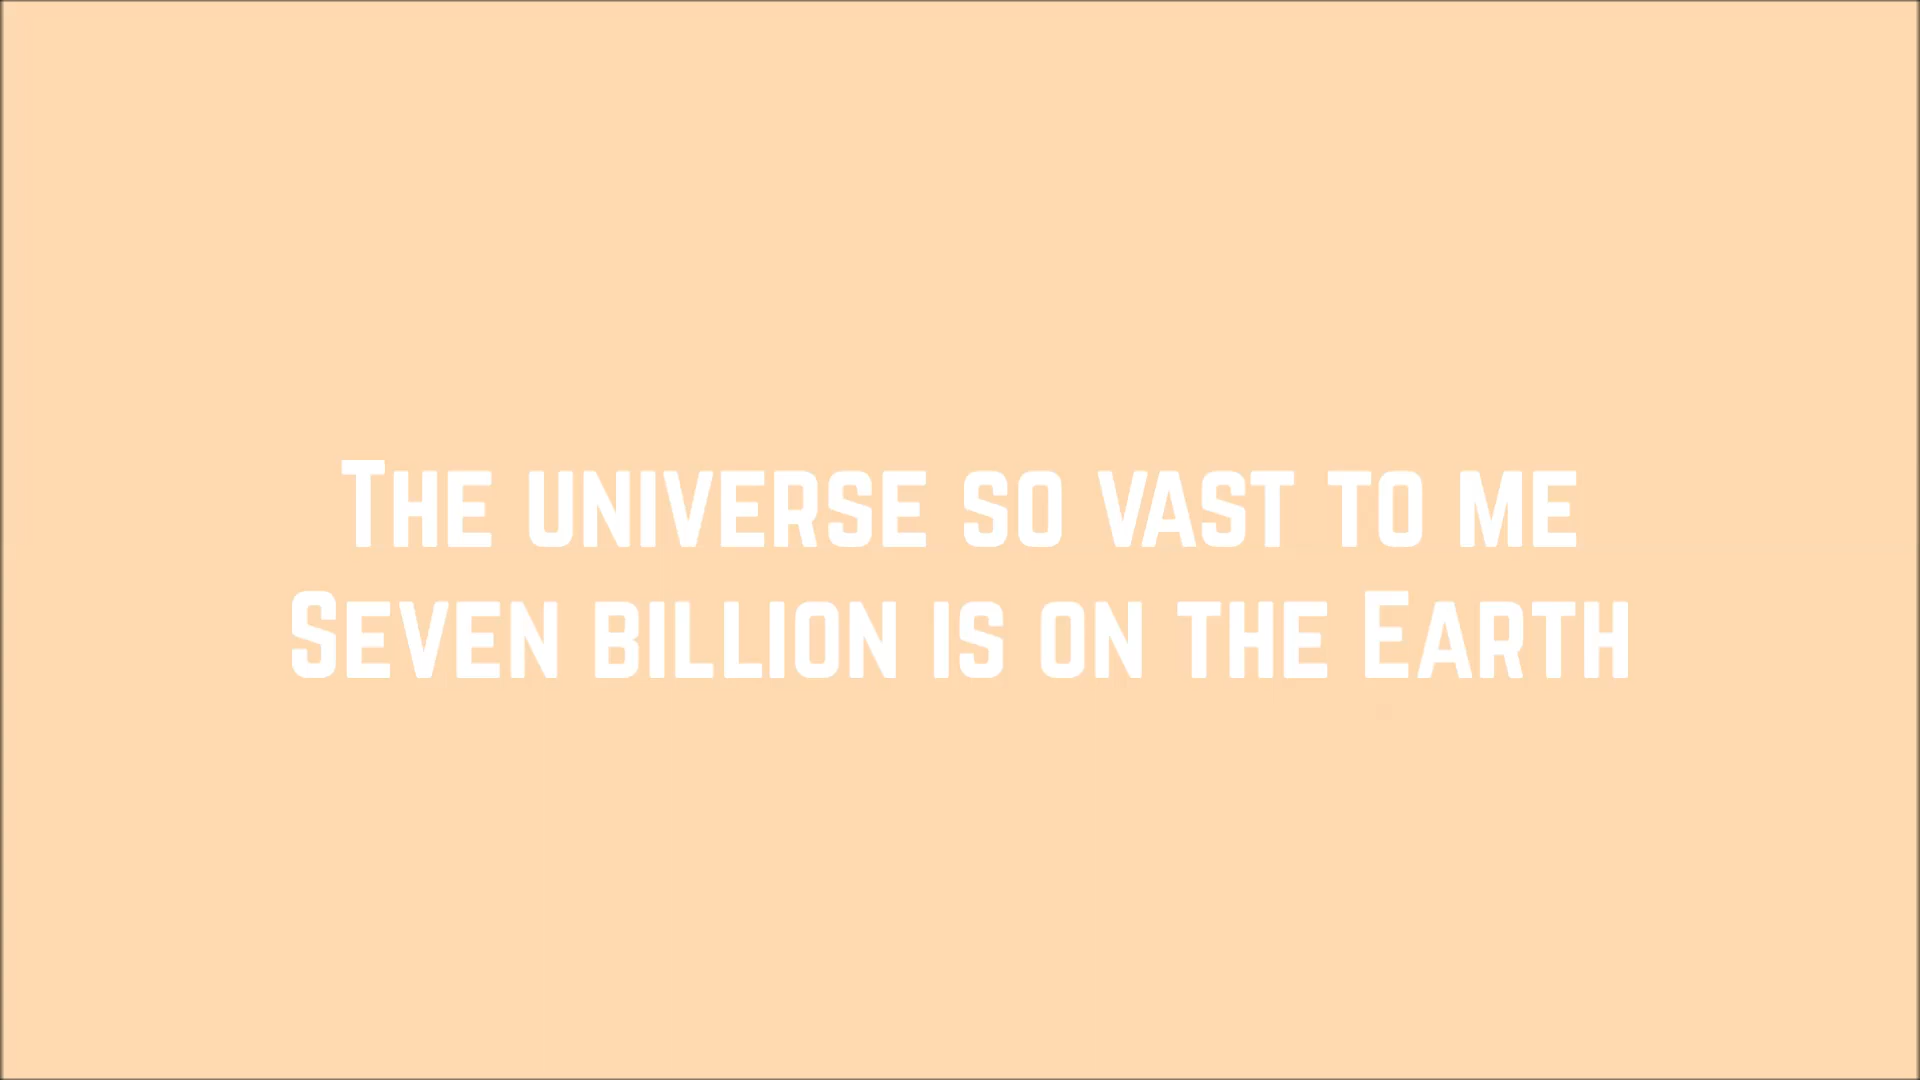 The universe so vast to me
Seven billion is on the Earth